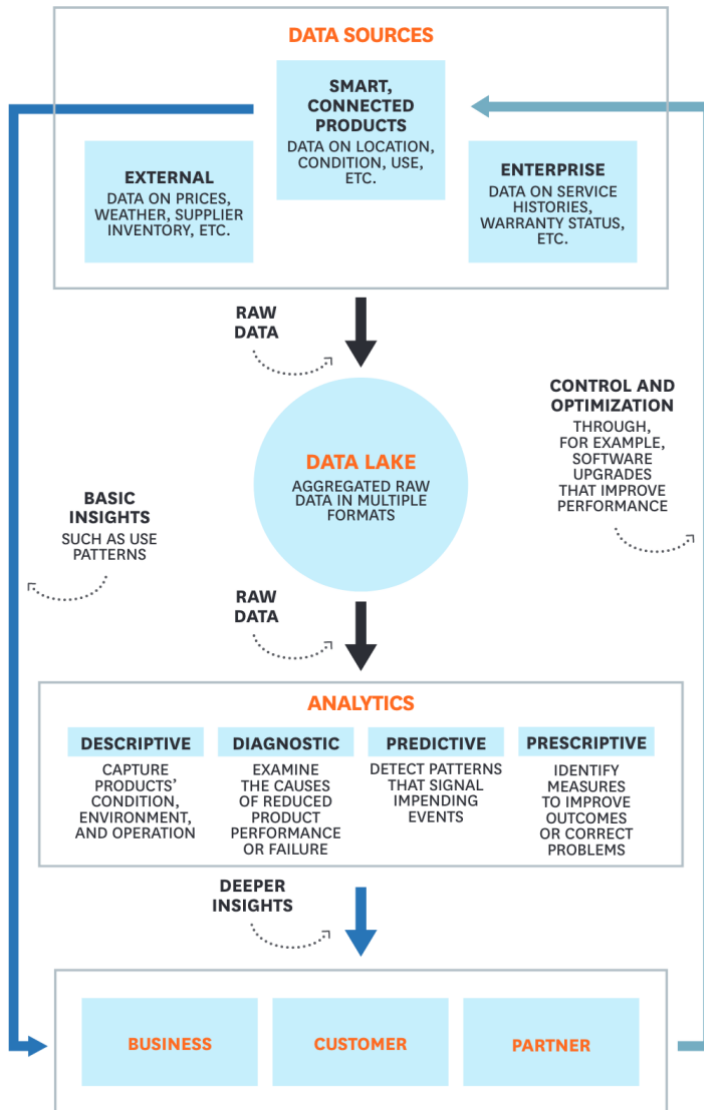 DATA SOURCES
SMART,
CONNECTED
PRODUCTS
DATA ON LOCATION,
CONDITION, USE,
ETC.
EXTERNAL
DATA ON PRICES,
WEATHER, SUPPLIER
INVENTORY, ETC.
ENTERPRISE
DATA ON SERVICE
HISTORIES,
WARRANTY STATUS,
ETC.
RAW
DATA
DATA LAKE
AGGREGATED RAW
DATA IN MULTIPLE
FORMATS
CONTROL AND
OPTIMIZATION
THROUGH,
FOR EXAMPLE,
SOFTWARE
UPGRADES
THAT IMPROVE
PERFORMANCE
BASIC
INSIGHTS
SUCH AS USE
PATTERNS
RAW
DATA
ANALYTICS
DESCRIPTIVE
CAPTURE
PRODUCTS’
CONDITION,
ENVIRONMENT,
AND OPERATION
DIAGNOSTIC
EXAMINE
THE CAUSES
OF REDUCED
PRODUCT
PERFORMANCE
OR FAILURE
PREDICTIVE
DETECT PATTERNS
THAT SIGNAL
IMPENDING
EVENTS
PRESCRIPTIVE
IDENTIFY
MEASURES
TO IMPROVE
OUTCOMES
OR CORRECT
PROBLEMS
DEEPER
INSIGHTS
BUSINESS
CUSTOMER
PARTNER